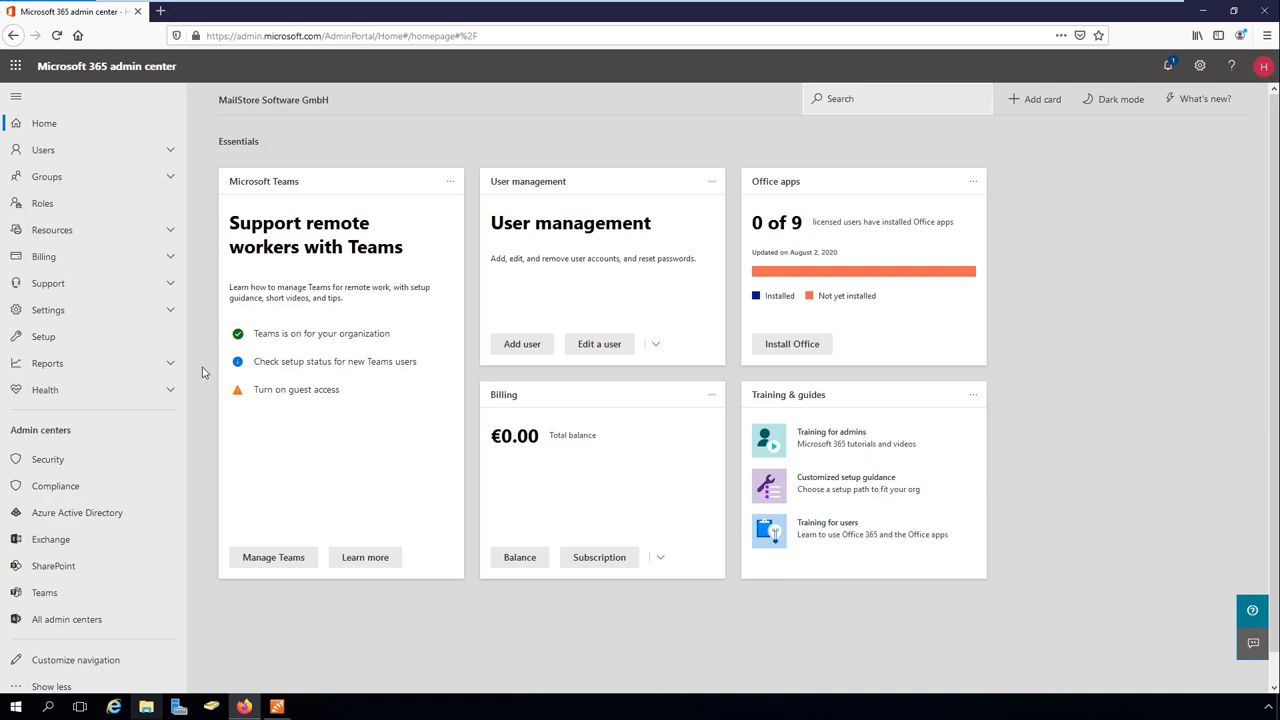 Microsoft 365 admin center - H
https://admin.microsoft.com/AdminPortal/Home#/homepage#%2F
Microsoft 365 admin center
1
H
MailStore Software GmbH
Search
Add card
Dark mode
What's new?
Home
Users
Groups
Roles
Resources
Billing
Support
Settings
Setup
Reports
Health
Admin centers
Security
Compliance
Azure Active Directory
Exchange
SharePoint
Teams
All admin centers
Customize navigation
Show less
Essentials
Microsoft Teams
Support remote
workers with Teams
Learn how to manage Teams for remote work, with setup
guidance, short videos, and tips.
Teams is on for your organization
Check setup status for new Teams users
Turn on guest access
Manage Teams
Learn more
User management
User management
Add, edit, and remove user accounts, and reset passwords.
Add user
Edit a user
Office apps
0 of 9 licensed users have installed Office apps
Updated on August 2, 2020
Installed
Not yet installed
Install Office
Billing
€0.00 Total balance
Balance
Subscription
Training & guides
Training for admins
Microsoft 365 tutorials and videos
Customized setup guidance
Choose a setup path to fit your org
Training for users
Learn to use Office 365 and the Office apps